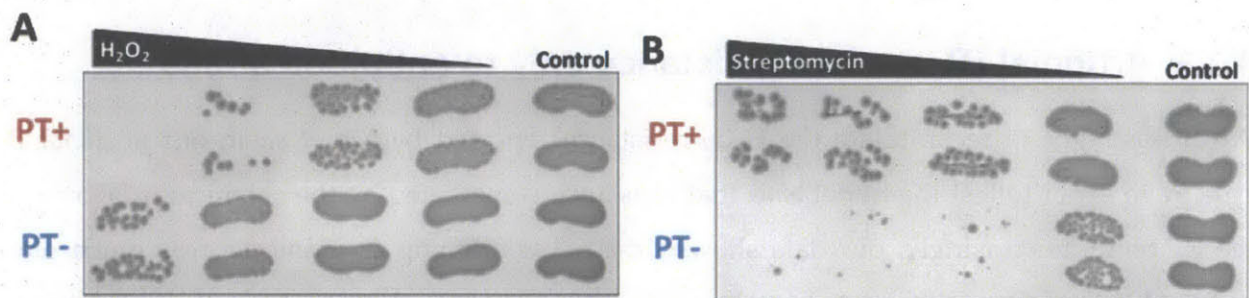 A
H₂O₂
Control
PT+
PT-
B
Streptomycin
Control
PT+
PT-